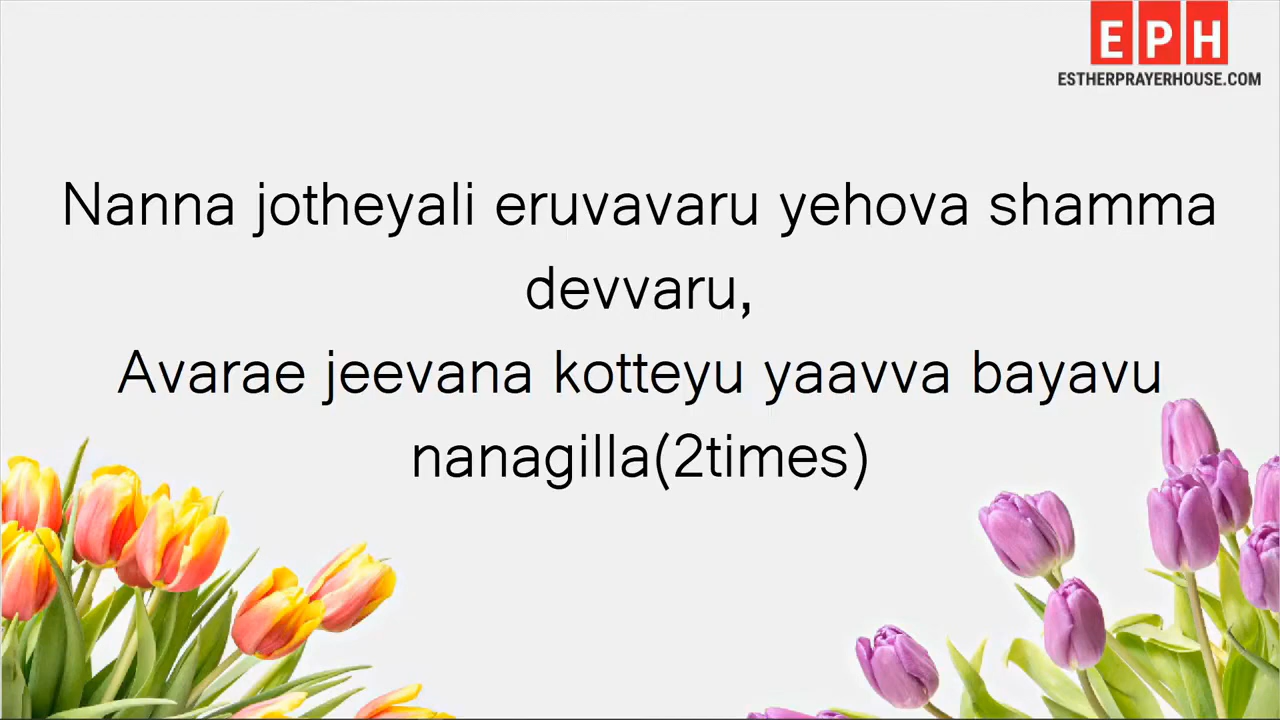 EPH
ESTHERPRAYERHOUSE.COM
Nanna jotheyali eruvavaru yehova shamma
devvaru,
Avarae jeevana kotteyu yaavva bayavu
nanagilla(2times)